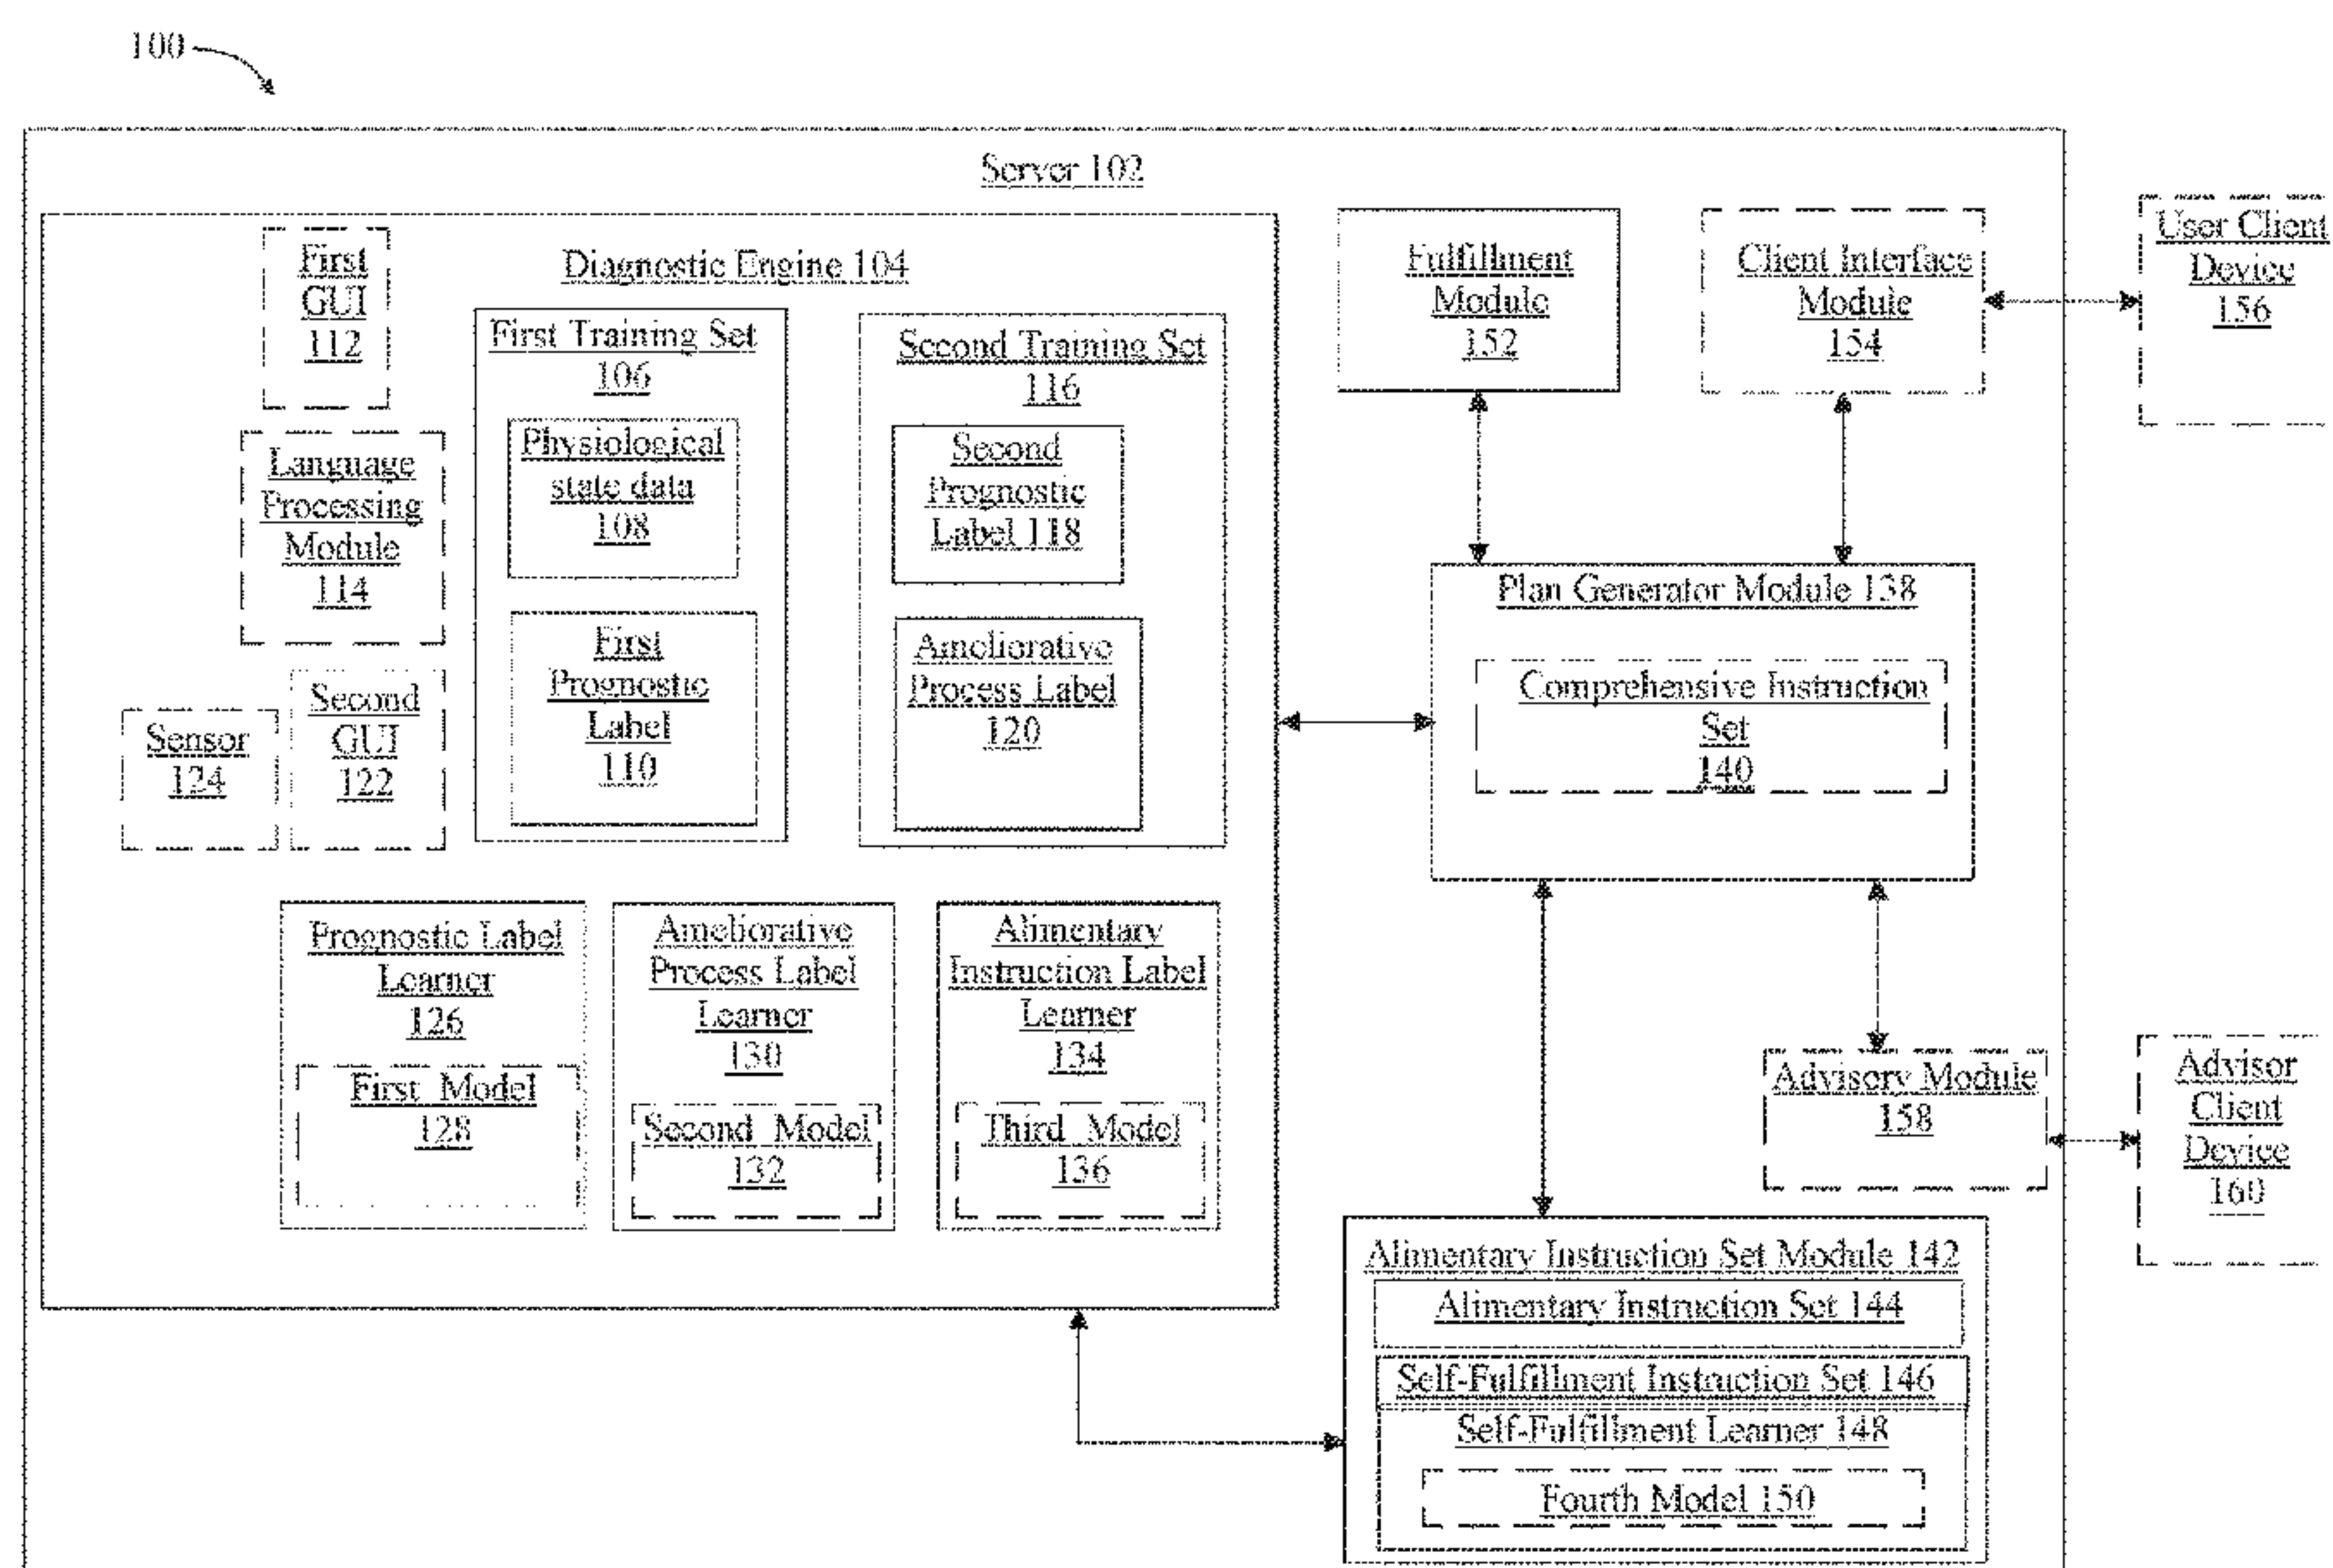 100
Server 102
Diagnostic Engine 104
First
GUI
112
Language
Processing
Module
114
Second
GUI
122
Sensor
124
First Training Set
106
Physiological
state data
108
First
Prognostic
Label
110
Second Training Set
116
Second
Prognostic
Label 118
Ameliorative
Process Label
120
Prognostic Label
Learner
126
First Model
128
Ameliorative
Process Label
Learner
130
Second Model
132
Alimentary
Instruction Label
Learner
134
Third Model
136
Fulfillment
Module
152
Client Interface
Module
154
User Client
Device
156
Plan Generator Module 138
Comprehensive Instruction
Set
140
Advisory Module
158
Advisor
Client
Device
160
Alimentary Instruction Set Module 142
Alimentary Instruction Set 144
Self-Fulfillment Instruction Set 146
Self-Fulfillment Learner 148
Fourth Model 150